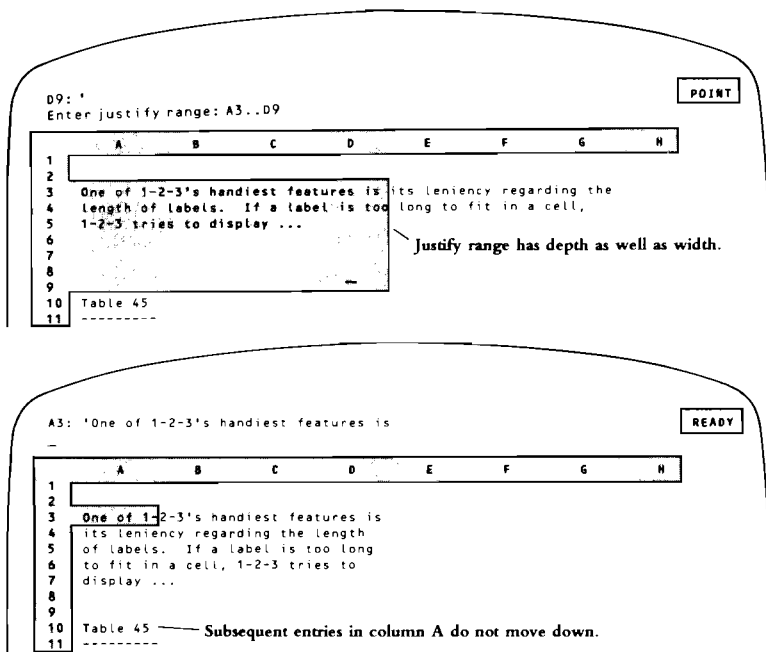 POINT
D9: '
Enter justify range: A3..D9
A B C D E F G H
1
2
3 One of 1-2-3's handiest features is its leniency regarding the
4 length of labels. If a label is too long to fit in a cell,
5 1-2-3 tries to display ...
6
Justify range has depth as well as width.
7
8
9
10 Table 45
11 ---------
A3: 'One of 1-2-3's handiest features is
READY
A B C D E F G H
1
2
3 One of 1-2-3's handiest features is
4 its leniency regarding the length
5 of labels. If a label is too long
6 to fit in a cell, 1-2-3 tries to
7 display ...
8
9
10 Table 45 Subsequent entries in column A do not move down.
11 ---------